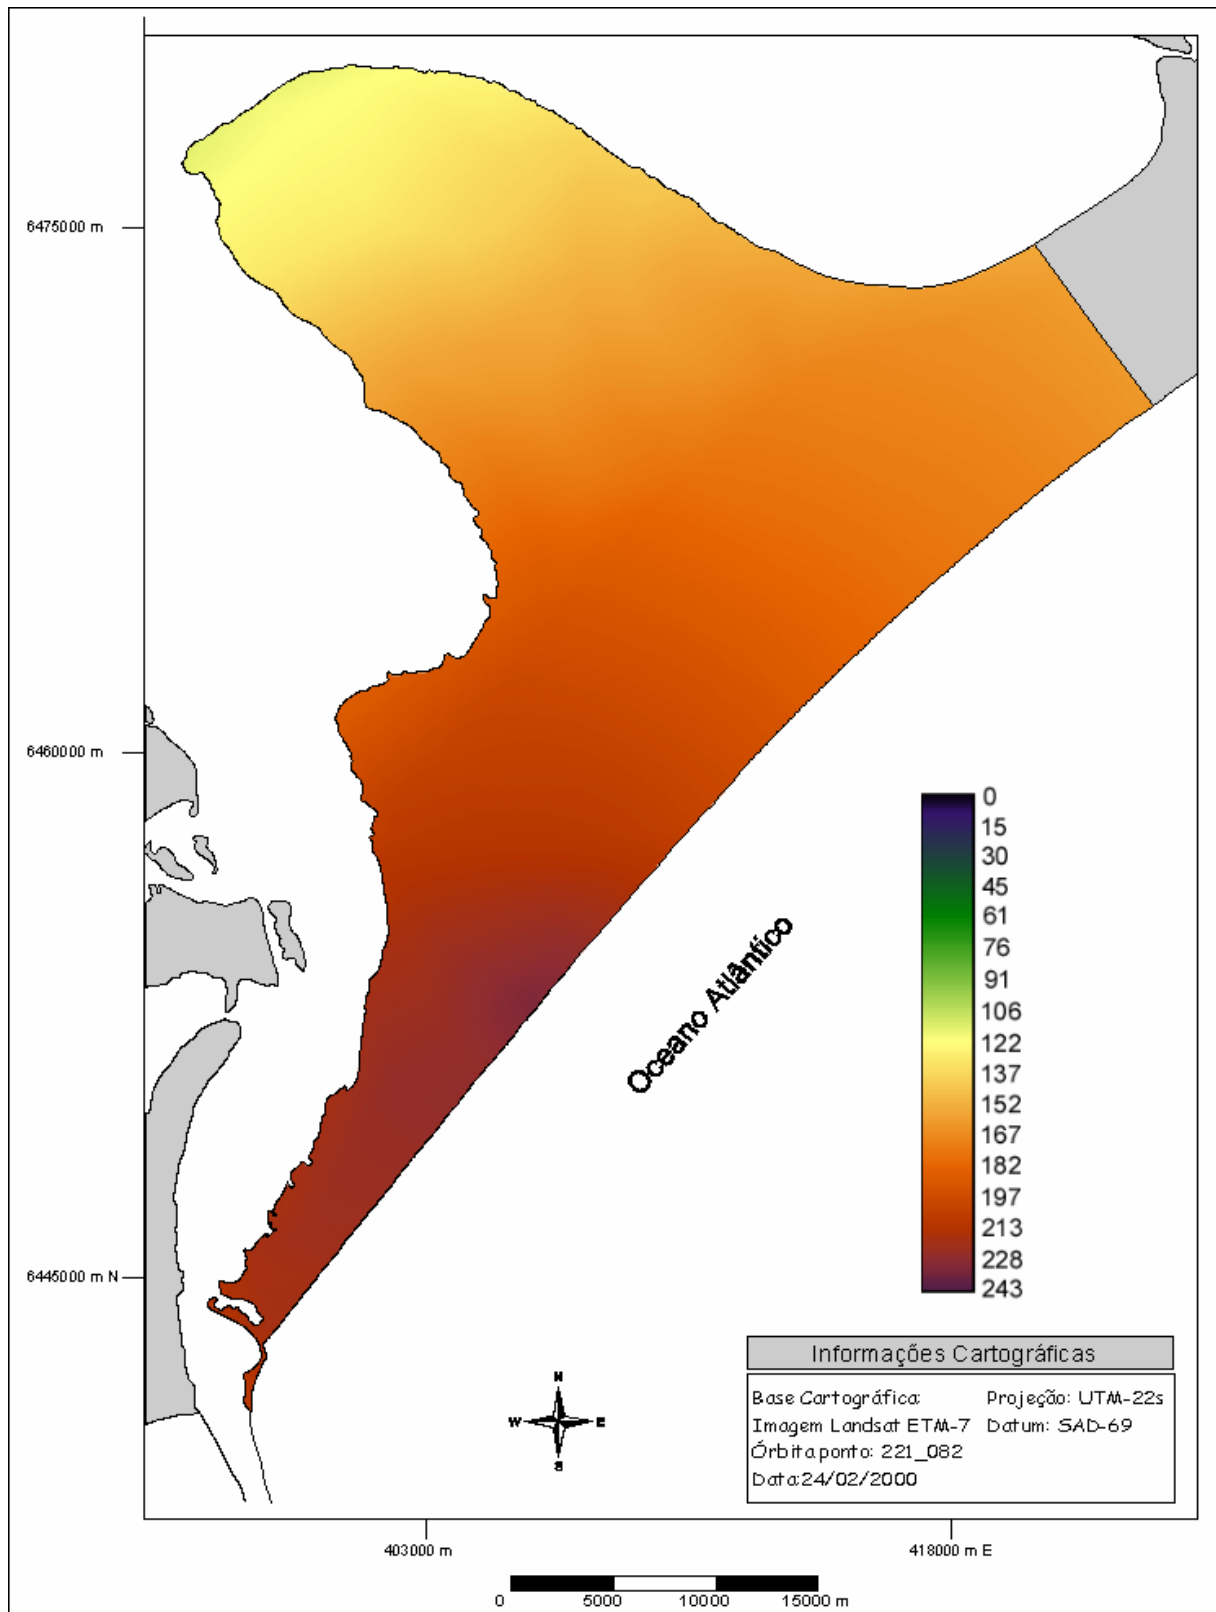 6475000 m
6460000 m
6445000 m N
Oceano Atlântico
0
15
30
45
61
76
91
106
122
137
152
167
182
197
213
228
243
N
W E
S
Informações Cartográficas
Base Cartográfica: Projeção: UTM-22s
Imagem Landsat ETM-7 Datum: SAD-69
Órbita ponto: 221_082
Data:24/02/2000
403000 m 418000 m E
0 5000 10000 15000 m